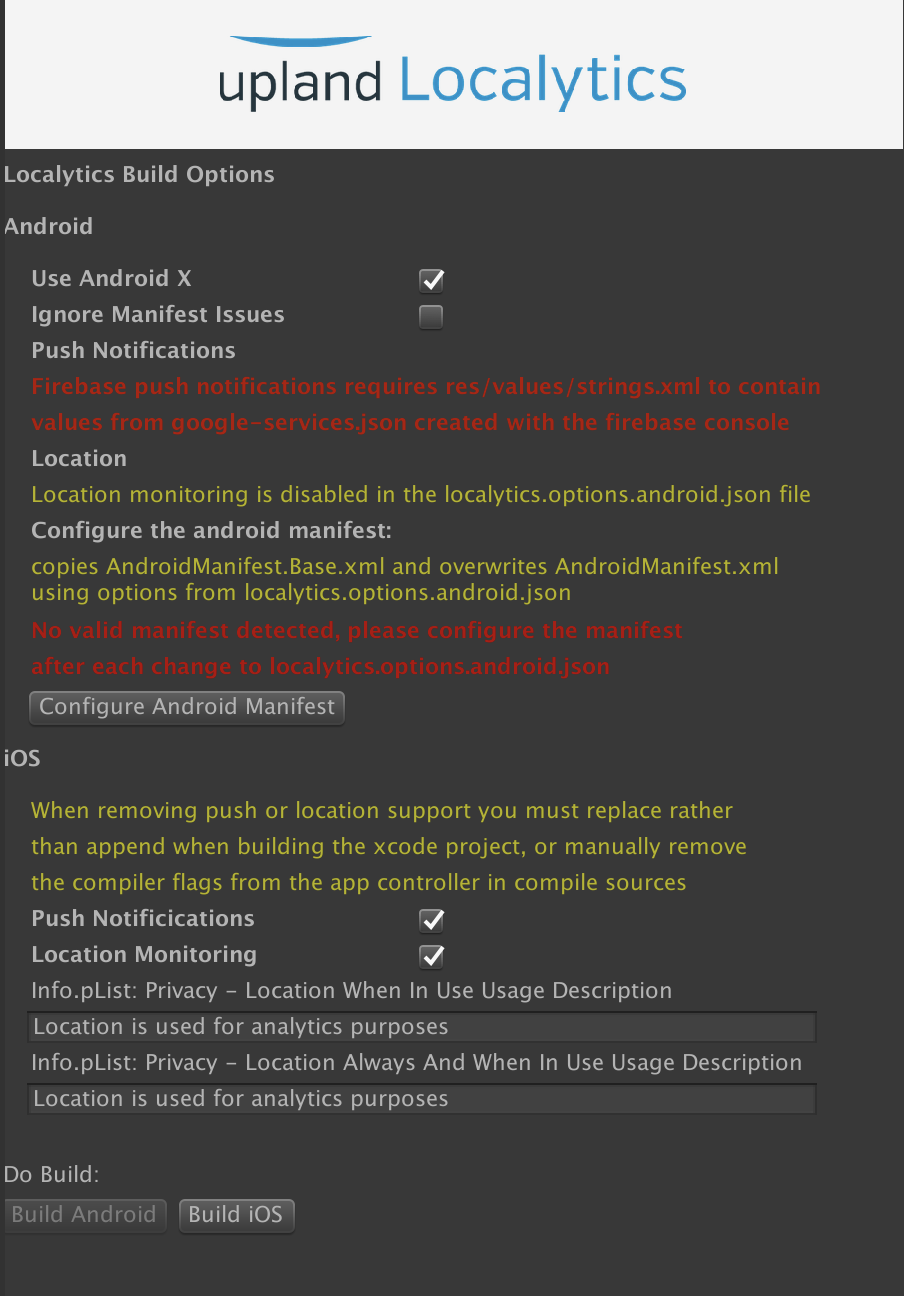 upland Localytics
Localytics Build Options
Android
Use Android X
Ignore Manifest Issues
Push Notifications
Firebase push notifications requires res/values/strings.xml to contain
values from google-services.json created with the firebase console
Location
Location monitoring is disabled in the localytics.options.android.json file
Configure the android manifest:
copies AndroidManifest.Base.xml and overwrites AndroidManifest.xml
using options from localytics.options.android.json
No valid manifest detected, please configure the manifest
after each change to localytics.options.android.json
Configure Android Manifest
iOS
When removing push or location support you must replace rather
than append when building the xcode project, or manually remove
the compiler flags from the app controller in compile sources
Push Notificications
Location Monitoring
Info.pList: Privacy - Location When In Use Usage Description
Location is used for analytics purposes
Info.pList: Privacy - Location Always And When In Use Usage Description
Location is used for analytics purposes
Do Build:
Build Android Build iOS